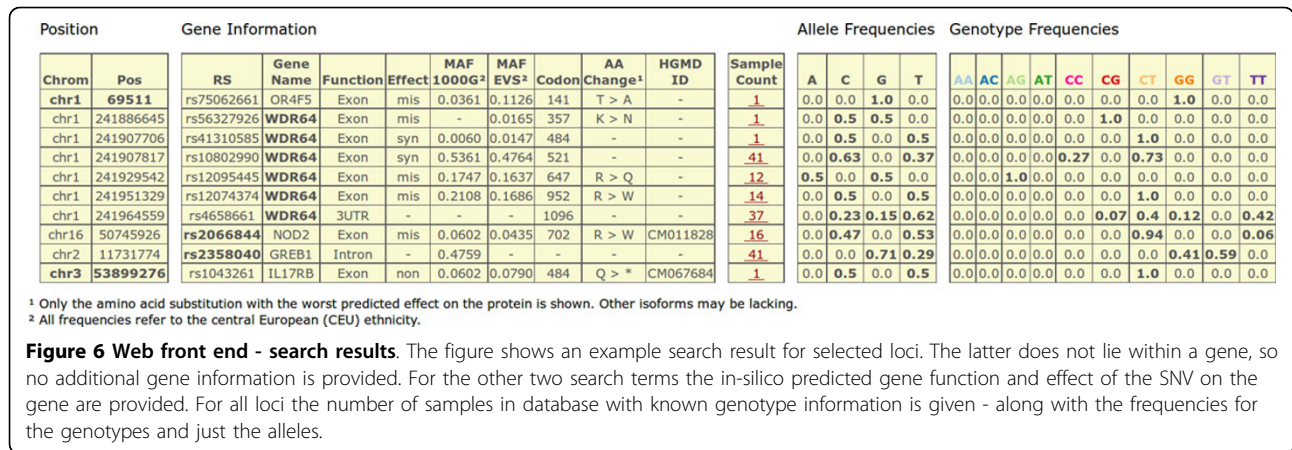 Position Gene Information Allele Frequencies Genotype Frequencies
Chrom Pos RS Gene Name Function Effect MAF 1000G² MAF EVS² Codon AA Change¹ HGMD ID Sample Count A C G T AA AC AG AT CC CG CT GG GT TT
chr1 69511 rs75062661 OR4F5 Exon mis 0.0361 0.1126 141 T > A - 1 0.0 0.0 1.0 0.0 0.0 0.0 0.0 0.0 0.0 0.0 0.0 1.0 0.0 0.0
chr1 241886645 rs56327926 WDR64 Exon mis - 0.0165 357 K > N - 1 0.0 0.5 0.5 0.0 0.0 0.0 0.0 0.0 0.0 1.0 0.0 0.0 0.0 0.0
chr1 241907706 rs41310585 WDR64 Exon syn 0.0060 0.0147 484 - - 1 0.0 0.5 0.0 0.5 0.0 0.0 0.0 0.0 0.0 0.0 1.0 0.0 0.0 0.0
chr1 241907817 rs10802990 WDR64 Exon syn 0.5361 0.4764 521 - - 41 0.0 0.63 0.0 0.37 0.0 0.0 0.0 0.0 0.27 0.0 0.73 0.0 0.0 0.0
chr1 241929542 rs12095445 WDR64 Exon mis 0.1747 0.1637 647 R > Q - 12 0.5 0.0 0.5 0.0 0.0 0.0 1.0 0.0 0.0 0.0 0.0 0.0 0.0 0.0
chr1 241951329 rs12074374 WDR64 Exon mis 0.2108 0.1686 952 R > W - 14 0.0 0.5 0.0 0.5 0.0 0.0 0.0 0.0 0.0 0.0 1.0 0.0 0.0 0.0
chr1 241964559 rs4658661 WDR64 3UTR - - - 1096 - - 37 0.0 0.23 0.15 0.62 0.0 0.0 0.0 0.0 0.0 0.07 0.4 0.12 0.0 0.42
chr16 50745926 rs2066844 NOD2 Exon mis 0.0602 0.0435 702 R > W CM011828 16 0.0 0.47 0.0 0.53 0.0 0.0 0.0 0.0 0.0 0.0 0.94 0.0 0.0 0.06
chr2 11731774 rs2358040 GREB1 Intron - 0.4759 - - - - 41 0.0 0.0 0.71 0.29 0.0 0.0 0.0 0.0 0.0 0.0 0.0 0.41 0.59 0.0
chr3 53899276 rs1043261 IL17RB Exon non 0.0602 0.0790 484 Q > * CM067684 1 0.0 0.5 0.0 0.5 0.0 0.0 0.0 0.0 0.0 0.0 1.0 0.0 0.0 0.0
¹ Only the amino acid substitution with the worst predicted effect on the protein is shown. Other isoforms may be lacking.
² All frequencies refer to the central European (CEU) ethnicity.
Figure 6 Web front end - search results. The figure shows an example search result for selected loci. The latter does not lie within a gene, so
no additional gene information is provided. For the other two search terms the in-silico predicted gene function and effect of the SNV on the
gene are provided. For all loci the number of samples in database with known genotype information is given - along with the frequencies for
the genotypes and just the alleles.